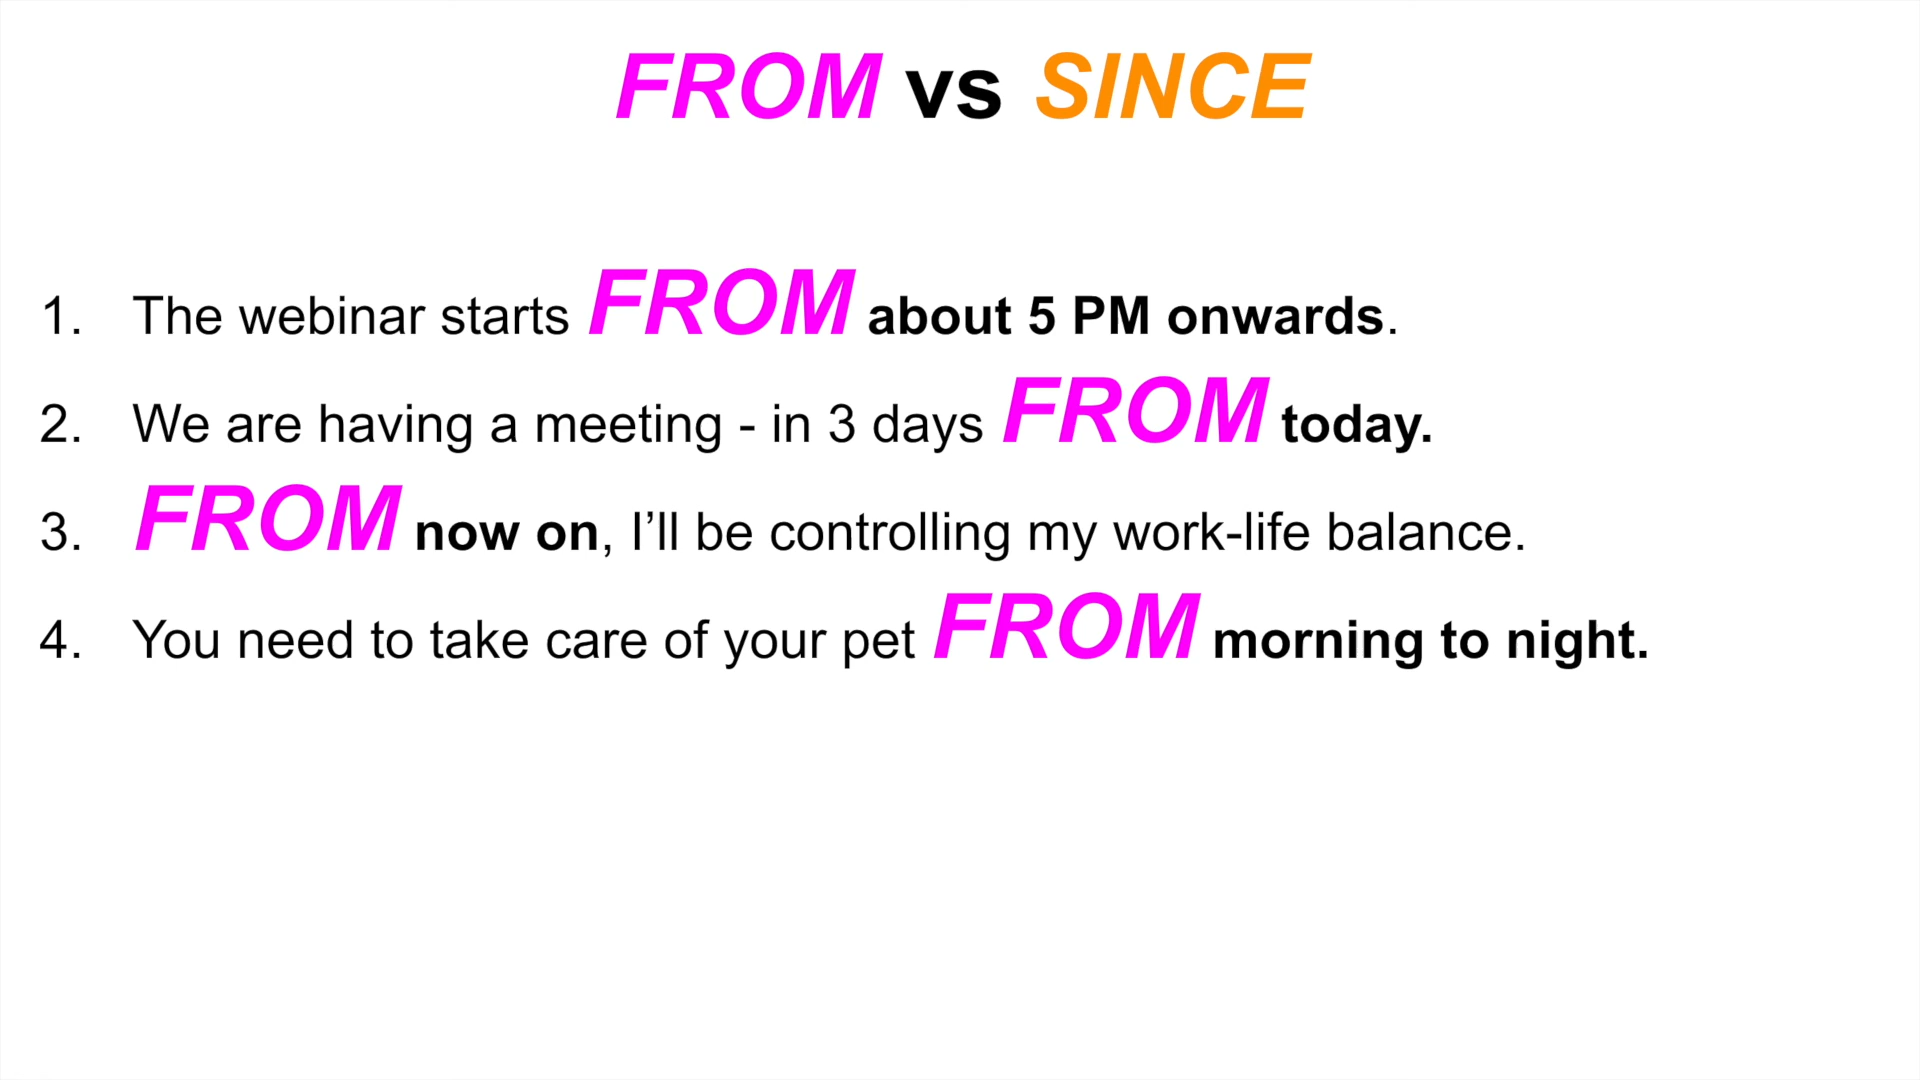 FROM vs SINCE
1. The webinar starts FROM about 5 PM onwards.
2. We are having a meeting - in 3 days FROM today.
3. FROM now on, I’ll be controlling my work-life balance.
4. You need to take care of your pet FROM morning to night.